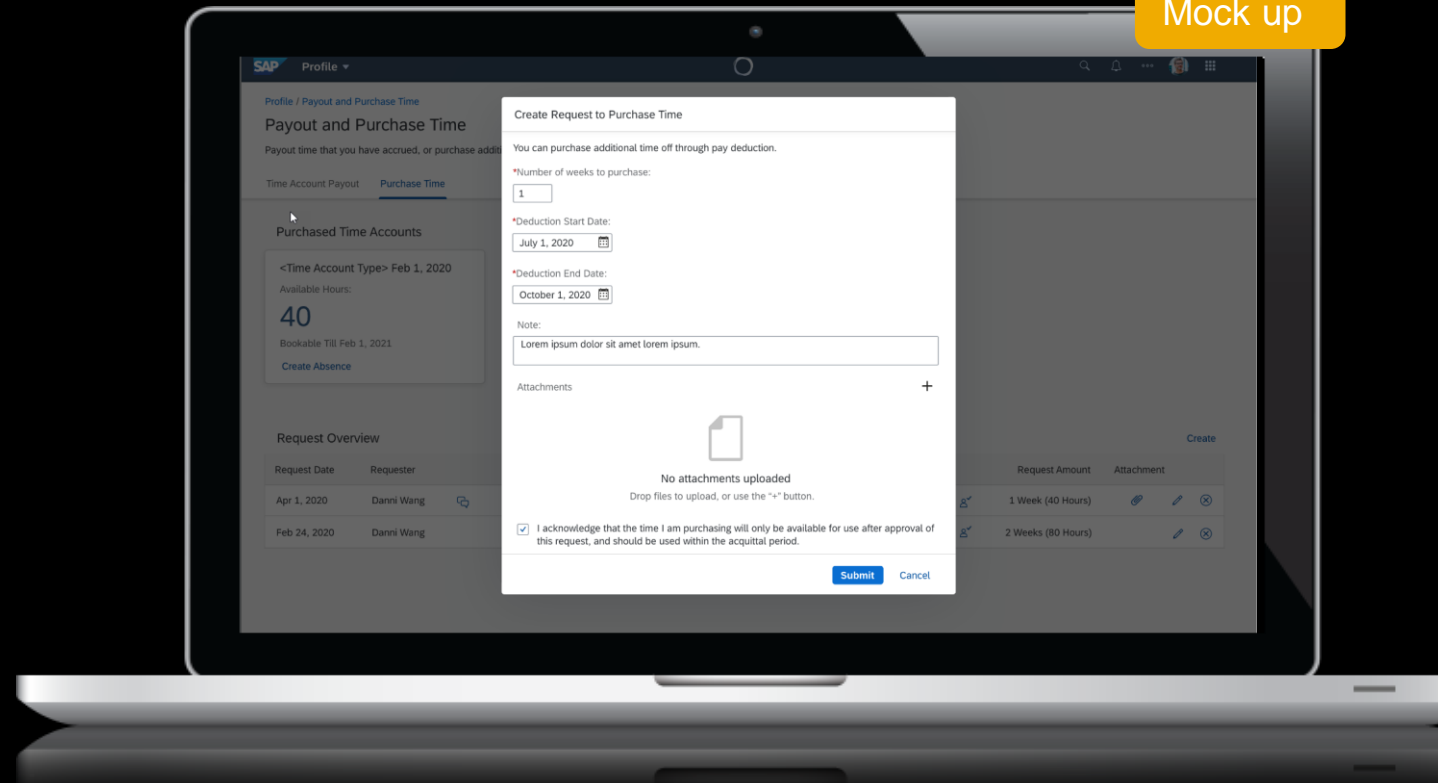 Mock up
SAP Profile
Profile / Payout and Purchase Time
Payout and Purchase Time
Payout time that you have accrued, or purchase
Time Account Payout Purchase Time
Purchased Time Accounts
<Time Account Type> Feb 1, 2020
Available Hours:
40
Bookable Till Feb 1, 2021
Create Absence
Create Request to Purchase Time
You can purchase additional time off through pay deduction.
*Number of weeks to purchase:
1
*Deduction Start Date:
July 1, 2020
*Deduction End Date:
October 1, 2020
Note:
Lorem ipsum dolor sit amet lorem ipsum.
Attachments +
No attachments uploaded
Drop files to upload, or use the "+" button.
I acknowledge that the time I am purchasing will only be available for use after approval of
this request, and should be used within the acquittal period.
Submit Cancel
Request Overview Create
Request Date Requester Request Amount Attachment
Apr 1, 2020 Danni Wang 1 Week (40 Hours)
Feb 24, 2020 Danni Wang 2 Weeks (80 Hours)